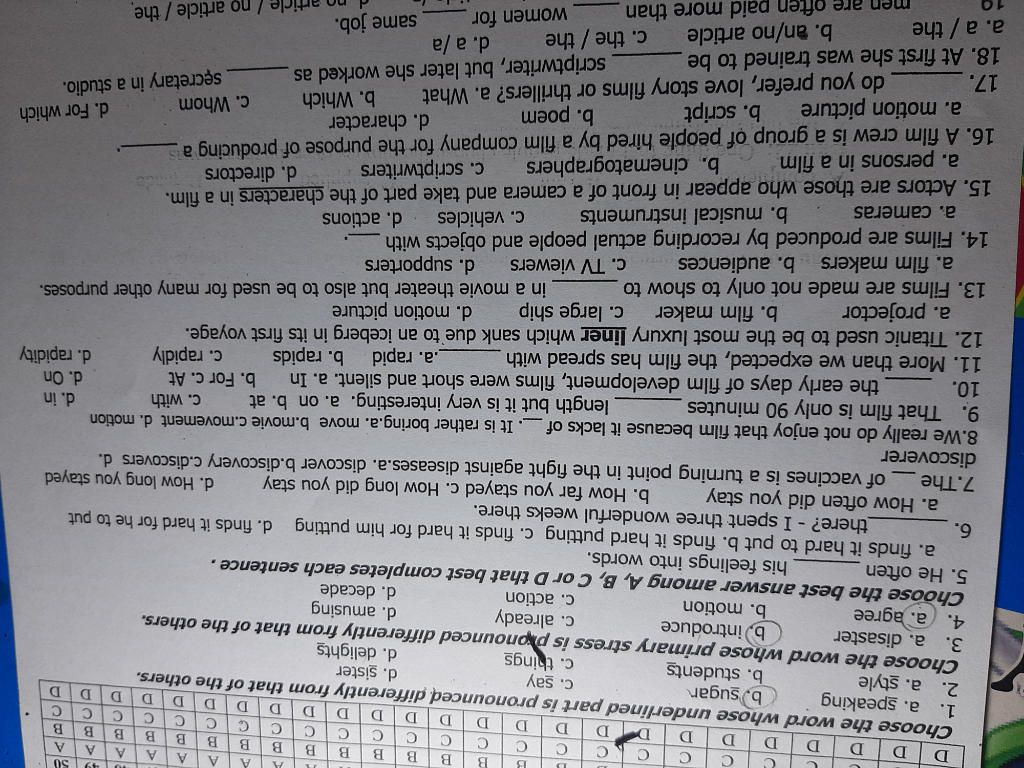 49 50
A A A A A A A A
B B B B B B B B B B B B B B
C C C C C C C C C C C C C C C
D D D D D D D D D D D D D D D D D D D D D
Choose the word whose underlined part is pronounced differently from that of the others.
1. a. speaking b. sugar c. say d. sister
2. a. style b. students c. things d. delights
Choose the word whose primary stress is pronounced differently from that of the others.
3. a. disaster b. introduce c. already d. amusing
4. a. agree b. motion c. action d. decade
Choose the best answer among A, B, C or D that best completes each sentence .
5. He often ________ his feelings into words.
a. finds it hard to put b. finds it hard putting c. finds it hard for him putting d. finds it hard for he to put
6. _________there? - I spent three wonderful weeks there.
a. How often did you stay b. How far you stayed c. How long did you stay d. How long you stayed
7.The __ of vaccines is a turning point in the fight against diseases.a. discover b.discovery c.discovers d.
discoverer
8.We really do not enjoy that film because it lacks of __. It is rather boring.a. move b.movie c.movement d. motion
9. That film is only 90 minutes ________ length but it is very interesting. a. on b. at c. with d. in
10. _____ the early days of film development, films were short and silent. a. In b. For c. At d. On
11. More than we expected, the film has spread with _______.a. rapid b. rapids c. rapidly d. rapidity
12. Titanic used to be the most luxury liner which sank due to an iceberg in its first voyage.
a. projector b. film maker c. large ship d. motion picture
13. Films are made not only to show to ________ in a movie theater but also to be used for many other purposes.
a. film makers b. audiences c. TV viewers d. supporters
14. Films are produced by recording actual people and objects with ____.
a. cameras b. musical instruments c. vehicles d. actions
15. Actors are those who appear in front of a camera and take part of the characters in a film.
a. persons in a film b. cinematographers c. scriptwriters d. directors
16. A film crew is a group of people hired by a film company for the purpose of producing a _______.
a. motion picture b. script b. poem d. character
17. ________ do you prefer, love story films or thrillers? a. What b. Which c. Whom d. For which
18. At first she was trained to be ________ scriptwriter, but later she worked as _______ secretary in a studio.
a. a / the b. an/no article c. the / the d. a /a
19. men are often paid more than _____ women for _____ same job.
d. no article / no article / the